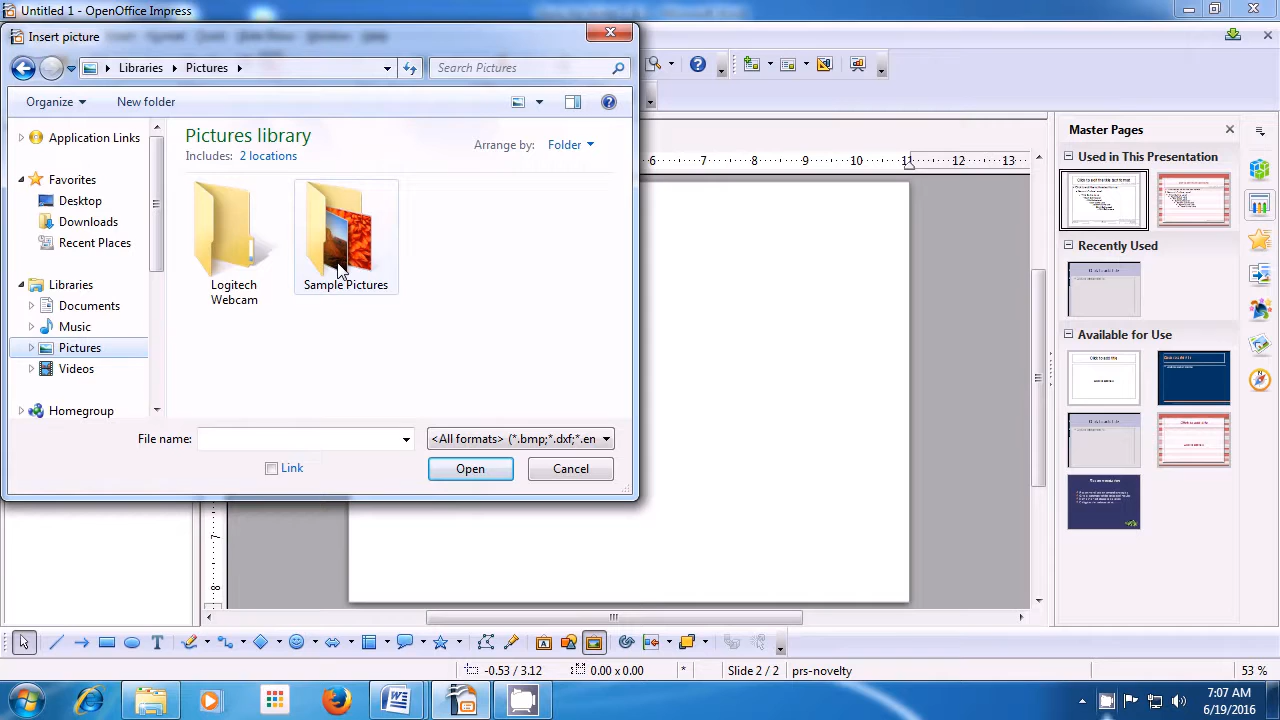 Untitled 1 - OpenOffice Impress
Insert picture
Libraries
Pictures
Search Pictures
Organize
New folder
Application Links
Favorites
Desktop
Downloads
Recent Places
Libraries
Documents
Music
Pictures
Videos
Homegroup
Pictures library
Includes: 2 locations
Arrange by: Folder
Logitech
Webcam
Sample Pictures
File name:
<All formats> (*.bmp;*.dxf;*.en
Link
Open
Cancel
6 7 8 9 10 11 12 13
7
8
Master Pages
Used in This Presentation
Recently Used
Available for Use
-0.53 / 3.12
0.00 x 0.00
*
Slide 2 / 2
prs-novelty
53 %
7:07 AM
6/19/2016